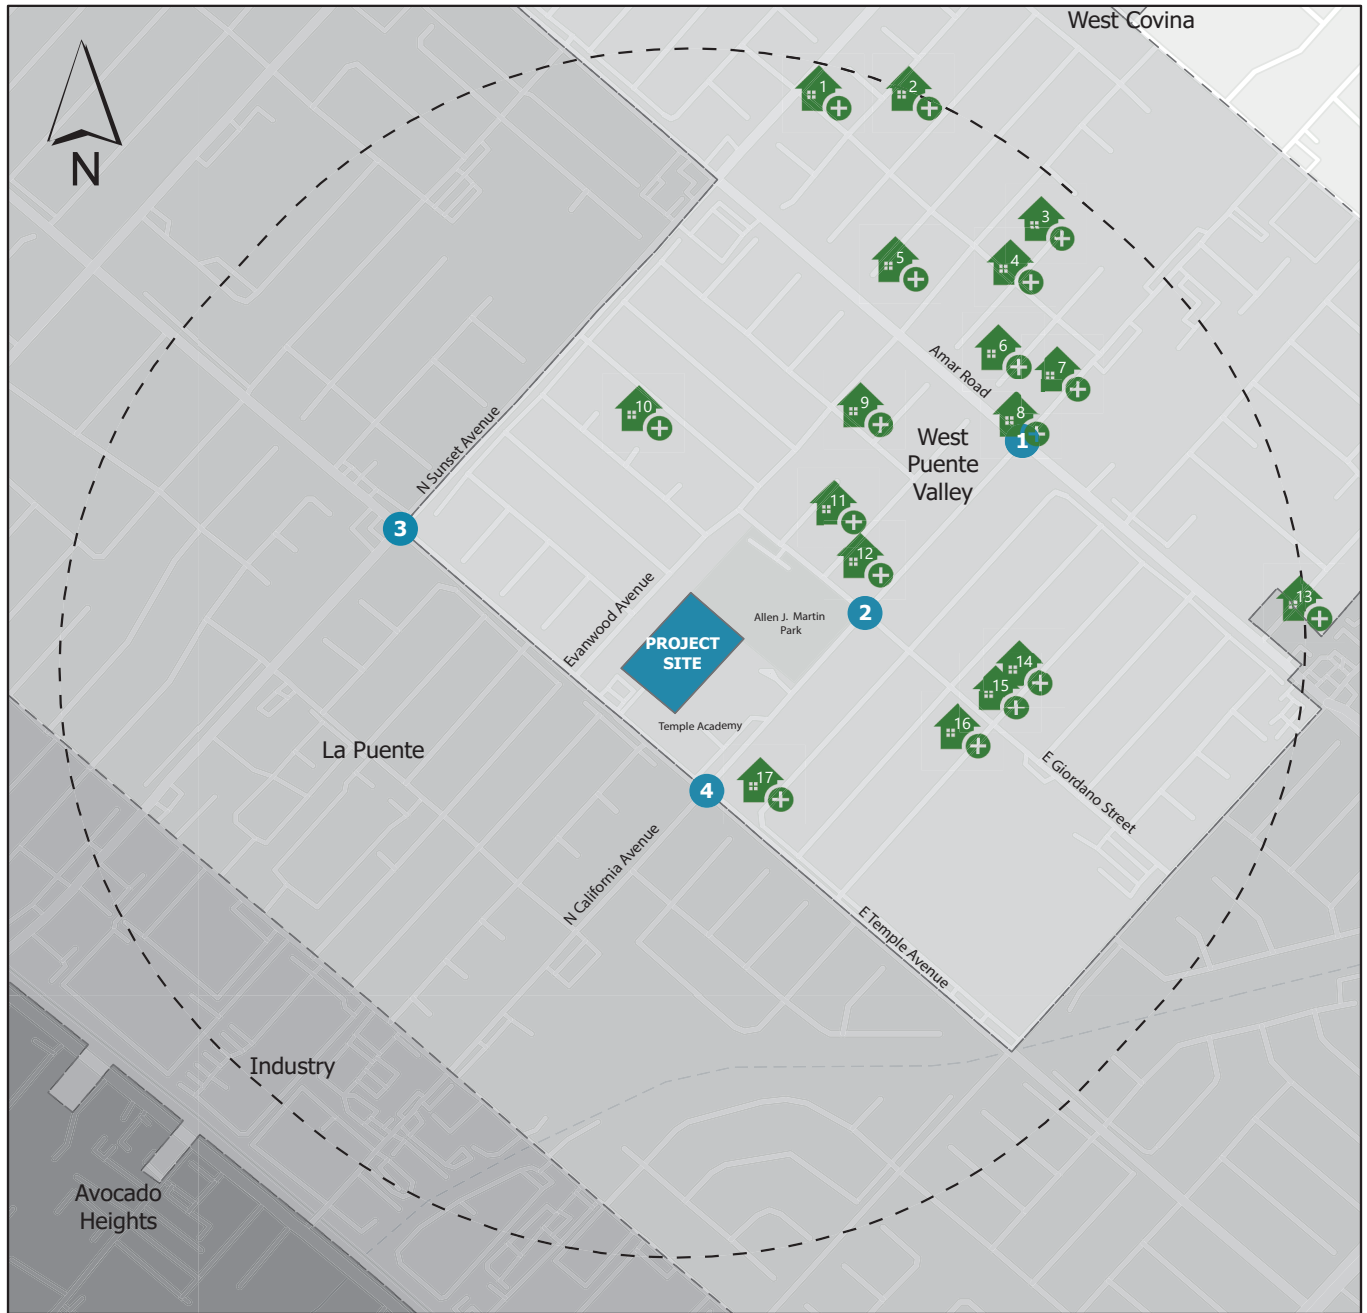 West Covina
N
1
2
3
4
5
6
7
8
1
9
10
Amar Road
West
Puente
Valley
N Sunset Avenue
11
12
3
2
13
Evanwood Avenue
Allen J. Martin
Park
PROJECT
SITE
14
15
16
Temple Academy
La Puente
E Giordano Street
17
4
N California Avenue
E Temple Avenue
Industry
Avocado
Heights